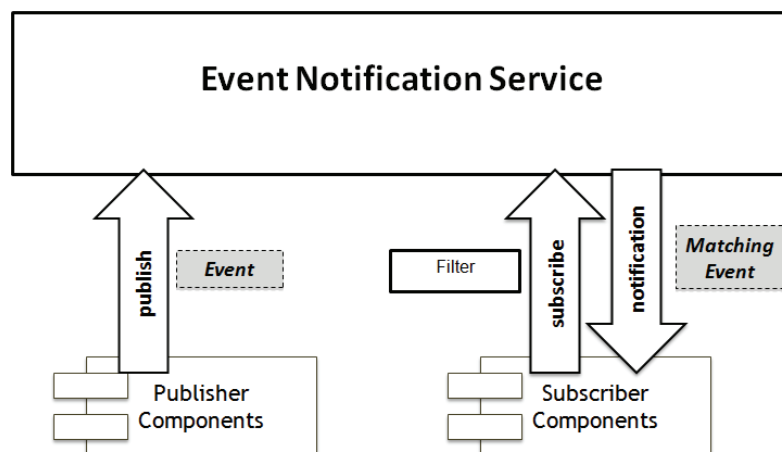 Event Notification Service
publish
Event
Filter
subscribe
notification
Matching
Event
Publisher
Components
Subscriber
Components